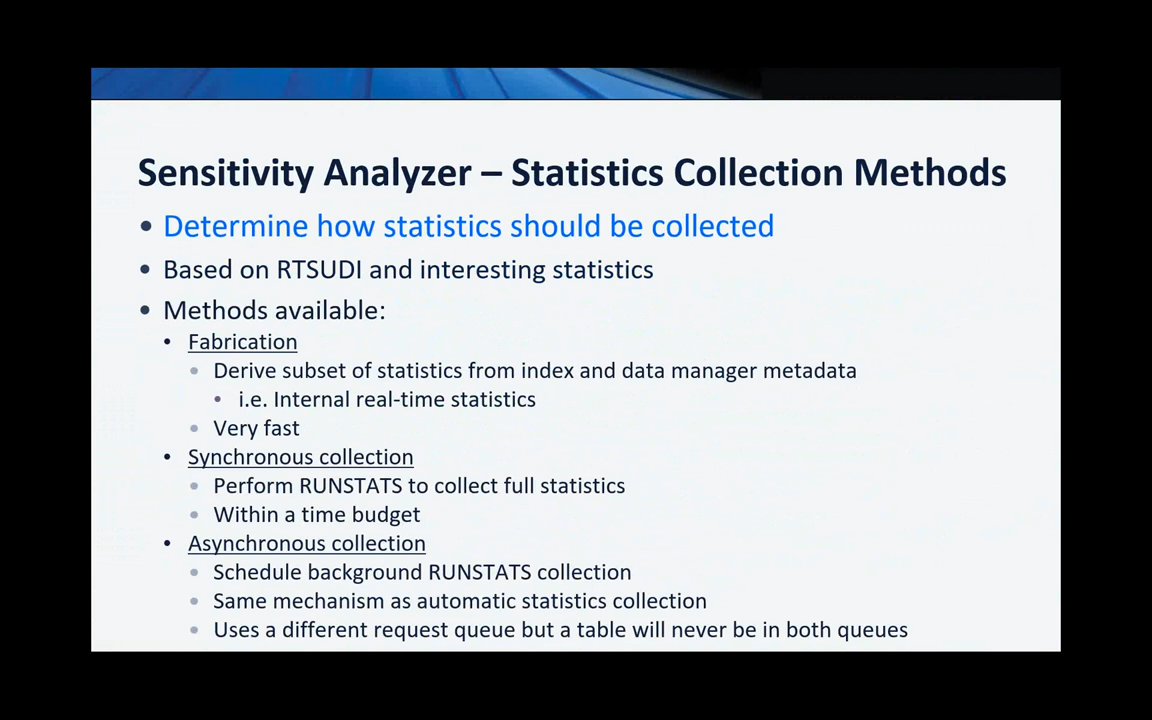 Sensitivity Analyzer – Statistics Collection Methods
• Determine how statistics should be collected
• Based on RTSUDI and interesting statistics
• Methods available:
• Fabrication
• Derive subset of statistics from index and data manager metadata
• i.e. Internal real-time statistics
• Very fast
• Synchronous collection
• Perform RUNSTATS to collect full statistics
• Within a time budget
• Asynchronous collection
• Schedule background RUNSTATS collection
• Same mechanism as automatic statistics collection
• Uses a different request queue but a table will never be in both queues